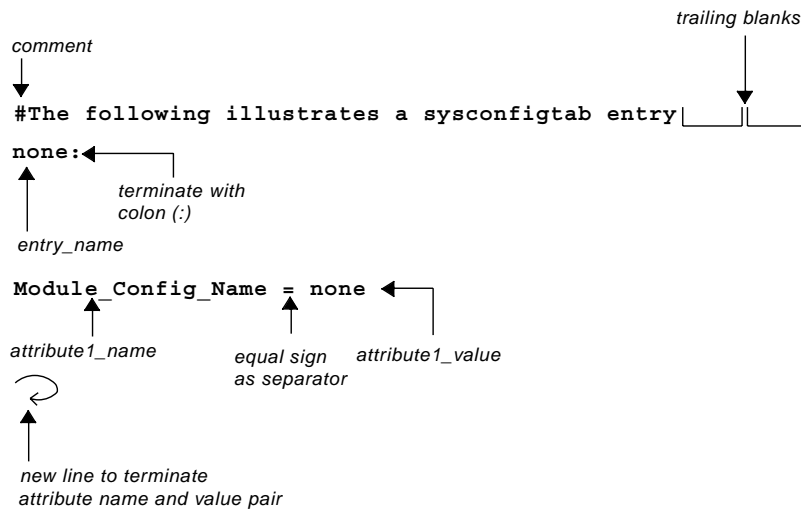 trailing blanks
comment
#The following illustrates a sysconfigtab entry
none:
terminate with
colon (:)
entry_name
Module_Config_Name = none
attribute1_name
equal sign
as separator
attribute1_value
new line to terminate
attribute name and value pair